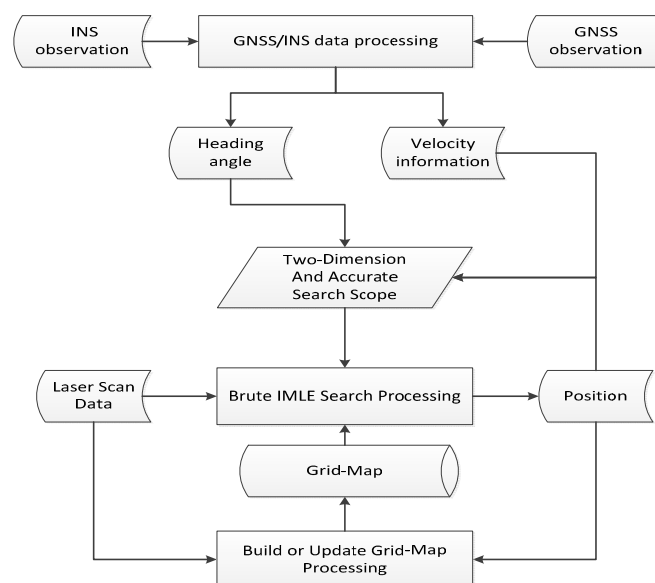 INS
observation
GNSS/INS data processing
GNSS
observation
Heading
angle
Velocity
information
Two-Dimension
And Accurate
Search Scope
Laser Scan
Data
Brute IMLE Search Processing
Position
Grid-Map
Build or Update Grid-Map
Processing